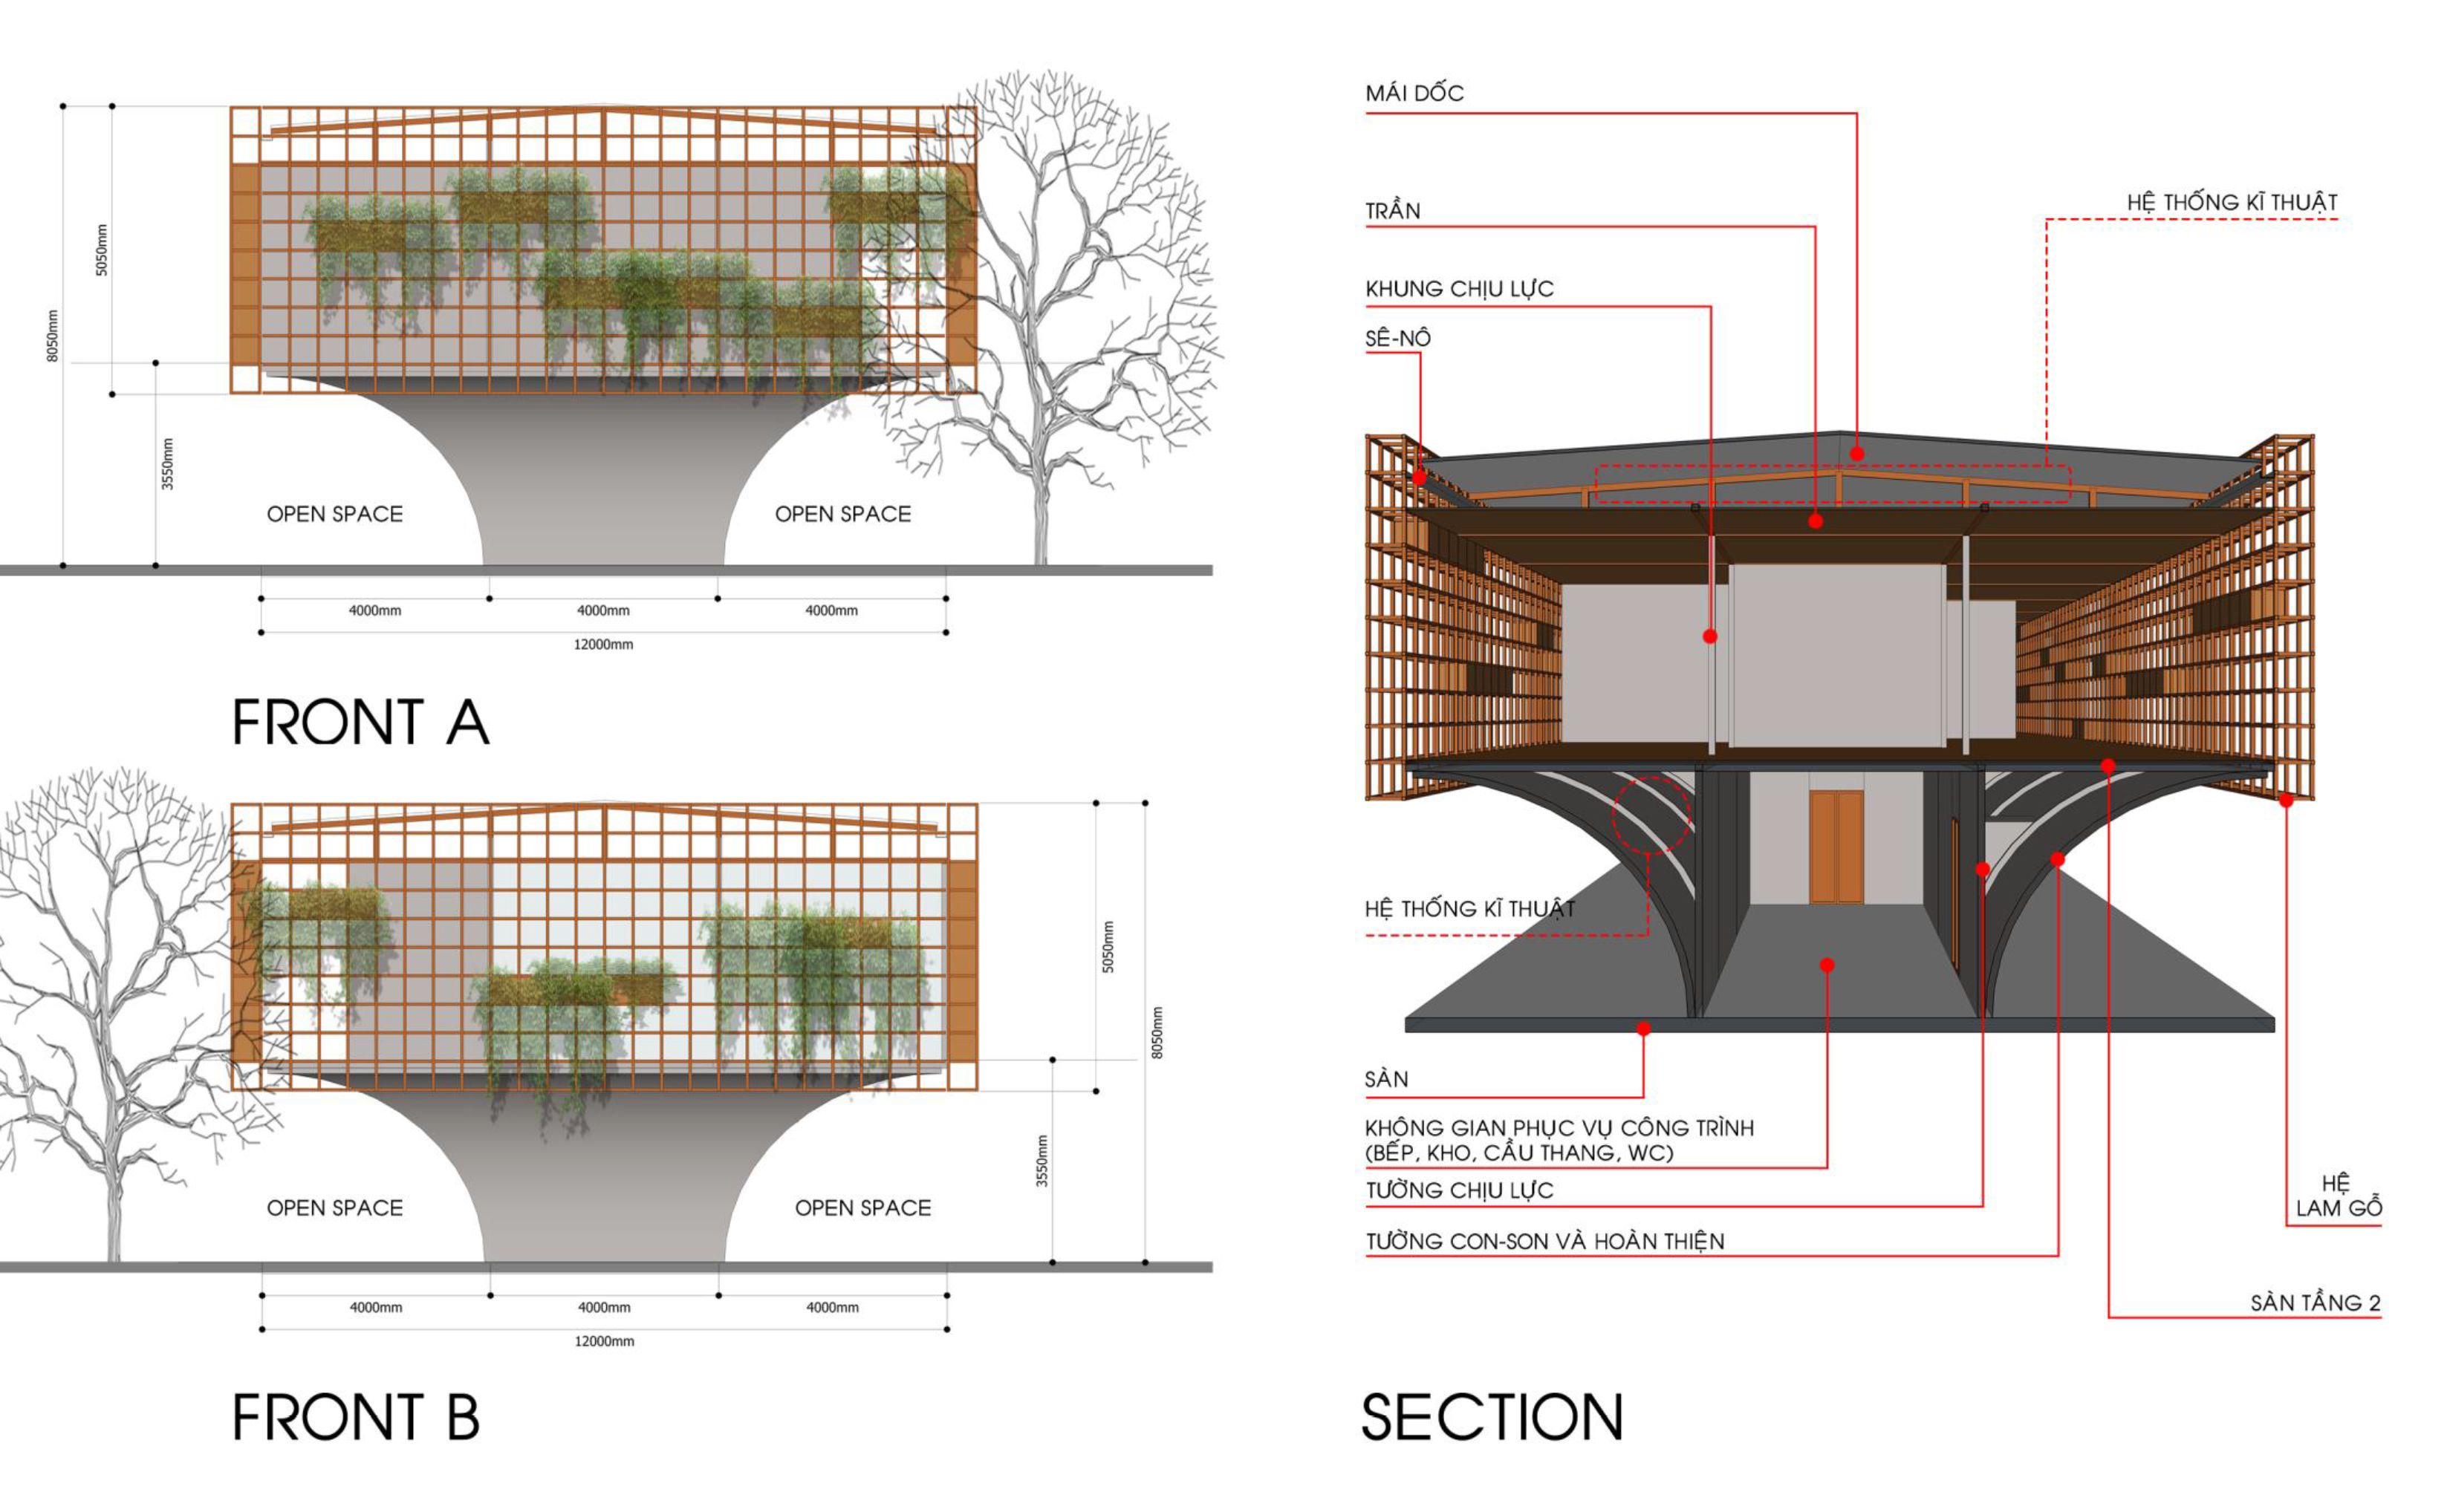 8050mm
5050mm
3550mm
OPEN SPACE
OPEN SPACE
4000mm
4000mm
4000mm
12000mm
FRONT A
5050mm
8050mm
3550mm
OPEN SPACE
OPEN SPACE
4000mm
4000mm
4000mm
12000mm
FRONT B
MÁI DỐC
TRẦN
HỆ THỐNG KĨ THUẬT
KHUNG CHỊU LỰC
SÊ-NÔ
HỆ THỐNG KĨ THUẬT
SÀN
KHÔNG GIAN PHỤC VỤ CÔNG TRÌNH
(BẾP, KHO, CẦU THANG, WC)
TƯỜNG CHỊU LỰC
TƯỜNG CON-SON VÀ HOÀN THIỆN
HỆ
LAM GỖ
SÀN TẦNG 2
SECTION